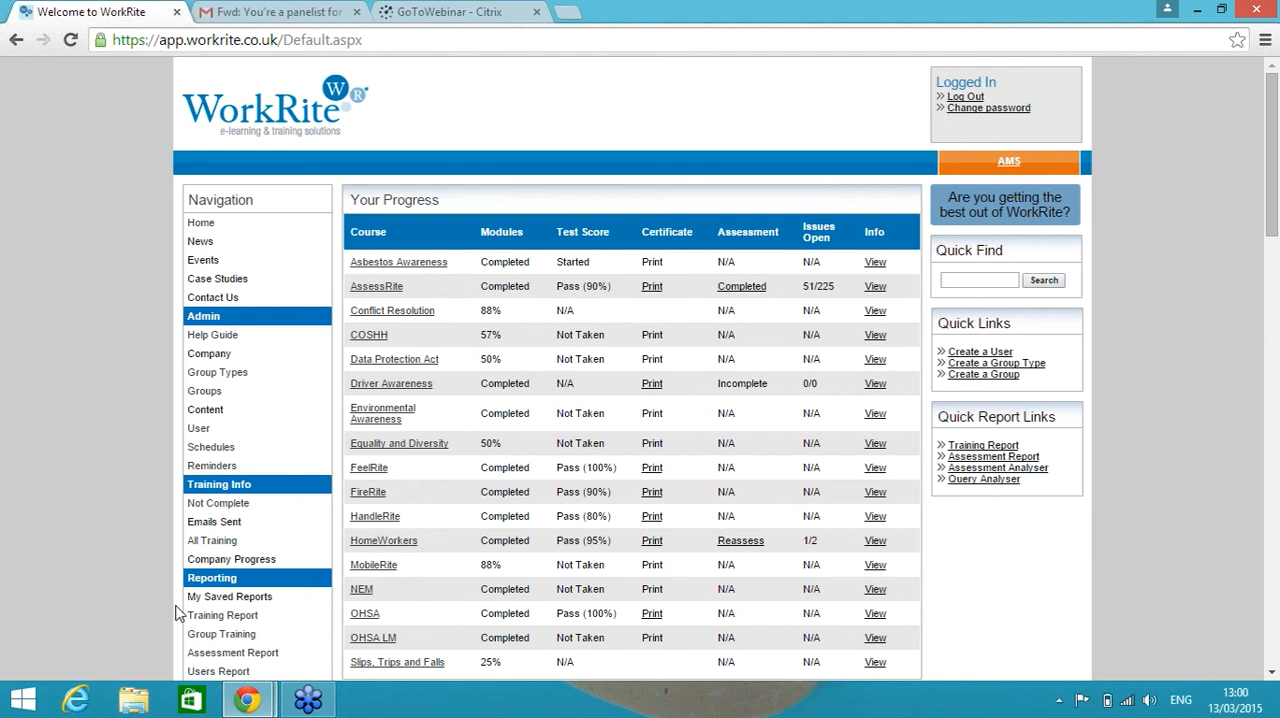 Welcome to WorkRite
Fwd: You're a panelist for
GoToWebinar - Citrix
https://app.workrite.co.uk/Default.aspx
WorkRite W R
e-learning & training solutions
Logged In
Log Out
Change password
AMS
Navigation
Home
News
Events
Case Studies
Contact Us
Admin
Help Guide
Company
Group Types
Groups
Content
User
Schedules
Reminders
Training Info
Not Complete
Emails Sent
All Training
Company Progress
Reporting
My Saved Reports
Training Report
Group Training
Assessment Report
Users Report
Your Progress
Course Modules Test Score Certificate Assessment Issues Open Info
Asbestos Awareness Completed Started Print N/A N/A View
AssessRite Completed Pass (90%) Print Completed 51/225 View
Conflict Resolution 88% N/A N/A N/A View
COSHH 57% Not Taken Print N/A N/A View
Data Protection Act 50% Not Taken Print N/A N/A View
Driver Awareness Completed N/A Print Incomplete 0/0 View
Environmental Awareness Completed Not Taken Print N/A N/A View
Equality and Diversity 50% Not Taken Print N/A N/A View
FeelRite Completed Pass (100%) Print N/A N/A View
FireRite Completed Pass (90%) Print N/A N/A View
HandleRite Completed Pass (80%) Print N/A N/A View
HomeWorkers Completed Pass (95%) Print Reassess 1/2 View
MobileRite 88% Not Taken Print N/A N/A View
NEM Completed Not Taken Print N/A N/A View
OHSA Completed Pass (100%) Print N/A N/A View
OHSA LM Completed Not Taken Print N/A N/A View
Slips, Trips and Falls 25% N/A N/A N/A View
Are you getting the
best out of WorkRite?
Quick Find
Search
Quick Links
Create a User
Create a Group Type
Create a Group
Quick Report Links
Training Report
Assessment Report
Assessment Analyser
Query Analyser
ENG
13:00
13/03/2015